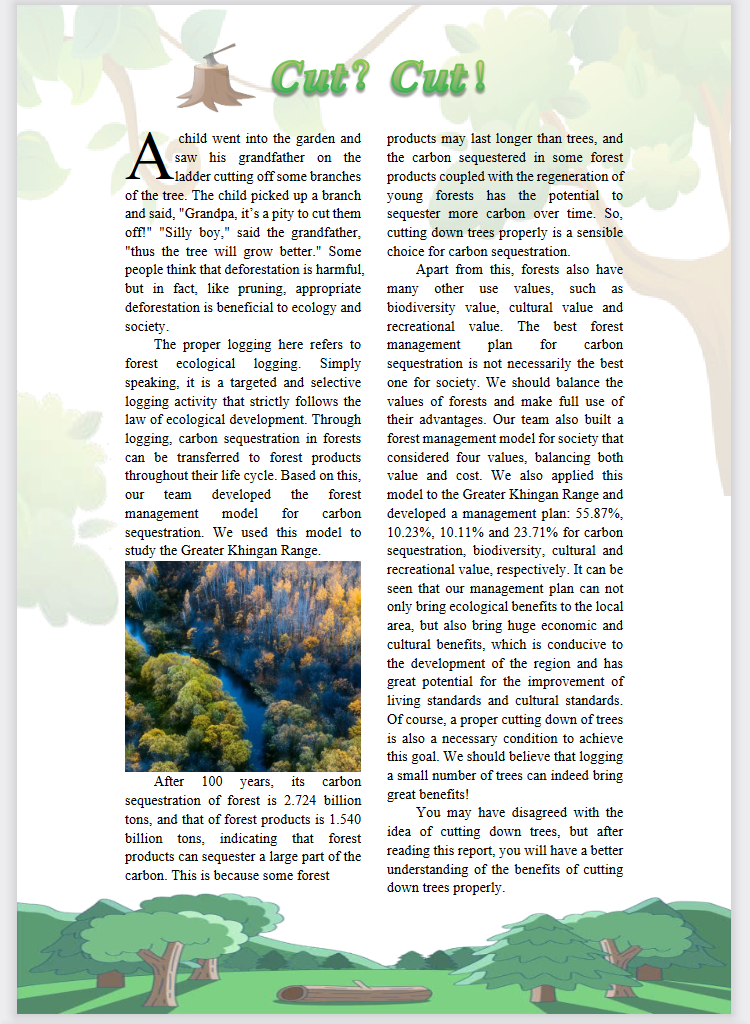 Cut? Cut!
A child went into the garden and
saw his grandfather on the
ladder cutting off some branches
of the tree. The child picked up a branch
and said, "Grandpa, it's a pity to cut them
off!" "Silly boy," said the grandfather,
"thus the tree will grow better." Some
people think that deforestation is harmful,
but in fact, like pruning, appropriate
deforestation is beneficial to ecology and
society.
The proper logging here refers to
forest ecological logging. Simply
speaking, it is a targeted and selective
logging activity that strictly follows the
law of ecological development. Through
logging, carbon sequestration in forests
can be transferred to forest products
throughout their life cycle. Based on this,
our team developed the forest
management model for carbon
sequestration. We used this model to
study the Greater Khingan Range.
After 100 years, its carbon
sequestration of forest is 2.724 billion
tons, and that of forest products is 1.540
billion tons, indicating that forest
products can sequester a large part of the
carbon. This is because some forest
products may last longer than trees, and
the carbon sequestered in some forest
products coupled with the regeneration of
young forests has the potential to
sequester more carbon over time. So,
cutting down trees properly is a sensible
choice for carbon sequestration.
Apart from this, forests also have
many other use values, such as
biodiversity value, cultural value and
recreational value. The best forest
management plan for carbon
sequestration is not necessarily the best
one for society. We should balance the
values of forests and make full use of
their advantages. Our team also built a
forest management model for society that
considered four values, balancing both
value and cost. We also applied this
model to the Greater Khingan Range and
developed a management plan: 55.87%,
10.23%, 10.11% and 23.71% for carbon
sequestration, biodiversity, cultural and
recreational value, respectively. It can be
seen that our management plan can not
only bring ecological benefits to the local
area, but also bring huge economic and
cultural benefits, which is conducive to
the development of the region and has
great potential for the improvement of
living standards and cultural standards.
Of course, a proper cutting down of trees
is also a necessary condition to achieve
this goal. We should believe that logging
a small number of trees can indeed bring
great benefits!
You may have disagreed with the
idea of cutting down trees, but after
reading this report, you will have a better
understanding of the benefits of cutting
down trees properly.